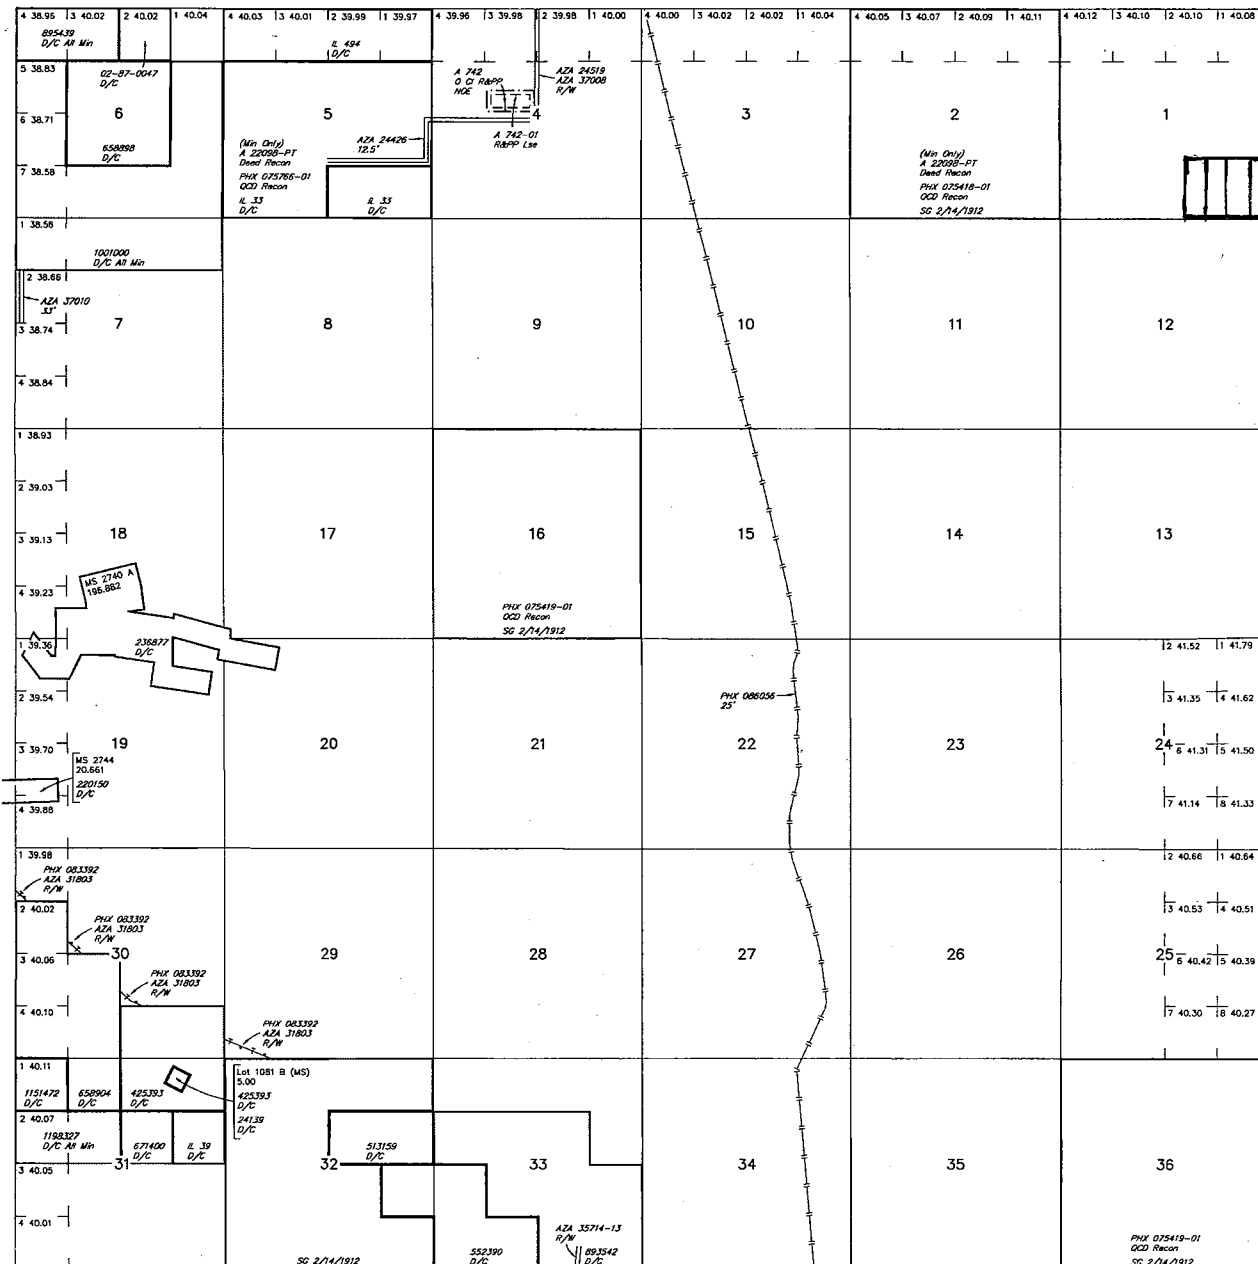 4 38.95 3 40.02 2 40.02 1 40.04 4 40.03 3 40.01 2 39.99 1 39.97 4 39.96 3 39.98 2 39.98 1 40.00 4 40.00 3 40.02 2 40.02 1 40.04 4 40.05 3 40.07 2 40.09 1 40.11 4 40.12 3 40.10 2 40.10 1 40.08
895439
D/C All Min
IL 494
D/C
5 38.83
02-87-0047
D/C
A 742
O Cl R&PP
NOE
AZA 24519
AZA 37008
R/W
6 38.71
6
5
4
3
2
1
658898
D/C
(Min Only)
A 22098-PT
Deed Recon
PHX 075766-01
QCD Recon
IL 33
D/C
AZA 24426
12.5'
A 742-01
R&PP Lse
IL 33
D/C
(Min Only)
A 22098-PT
Deed Recon
PHX 075418-01
QCD Recon
SG 2/14/1912
7 38.58
1 38.56
1001000
D/C All Min
2 38.66
AZA 37010
33'
3 38.74
7
8
9
10
11
12
4 38.84
1 38.93
2 39.03
3 39.13
18
17
16
15
14
13
MS 2740 A
195.882
4 39.23
PHX 075419-01
QCD Recon
SG 2/14/1912
1 39.36
236877
D/C
2 41.52 1 41.79
2 39.54
PHX 086056
25'
3 41.35 4 41.62
3 39.70
19
20
21
22
23
24
6 41.31 5 41.50
MS 2744
20.661
220150
D/C
4 39.88
7 41.14 8 41.33
1 39.98
2 40.66 1 40.64
PHX 083392
AZA 31803
R/W
2 40.02
3 40.53 4 40.51
PHX 083392
AZA 31803
R/W
3 40.06
30
29
28
27
26
25
6 40.42 5 40.39
PHX 083392
AZA 31803
R/W
4 40.10
7 40.30 8 40.27
PHX 083392
AZA 31803
R/W
1 40.11
1151472
D/C
658904
D/C
425393
D/C
Lot 1081 B (MS)
5.00
425393
D/C
24139
D/C
2 40.07
1198327
D/C All Min
671400
D/C
IL 39
D/C
513159
D/C
3 40.05
31
32
33
34
35
36
4 40.01
SG 2/14/1912
552390
D/C
AZA 35714-13
R/W
893542
D/C
PHX 075419-01
QCD Recon
SG 2/14/1912